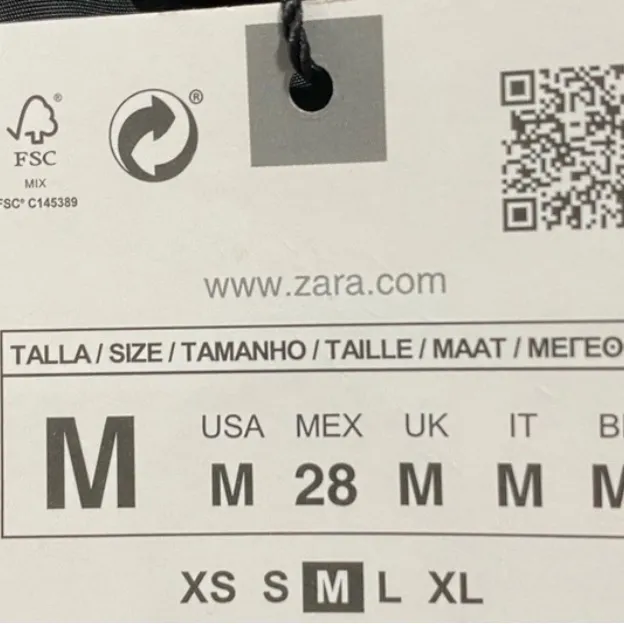 ®
FSC
MIX
FSC® C145389
®
www.zara.com
TALLA / SIZE / TAMANHO / TAILLE / MAAT / ΜΕΓΕΘ
M
USA MEX UK IT
M 28 M M M
XS S M L XL